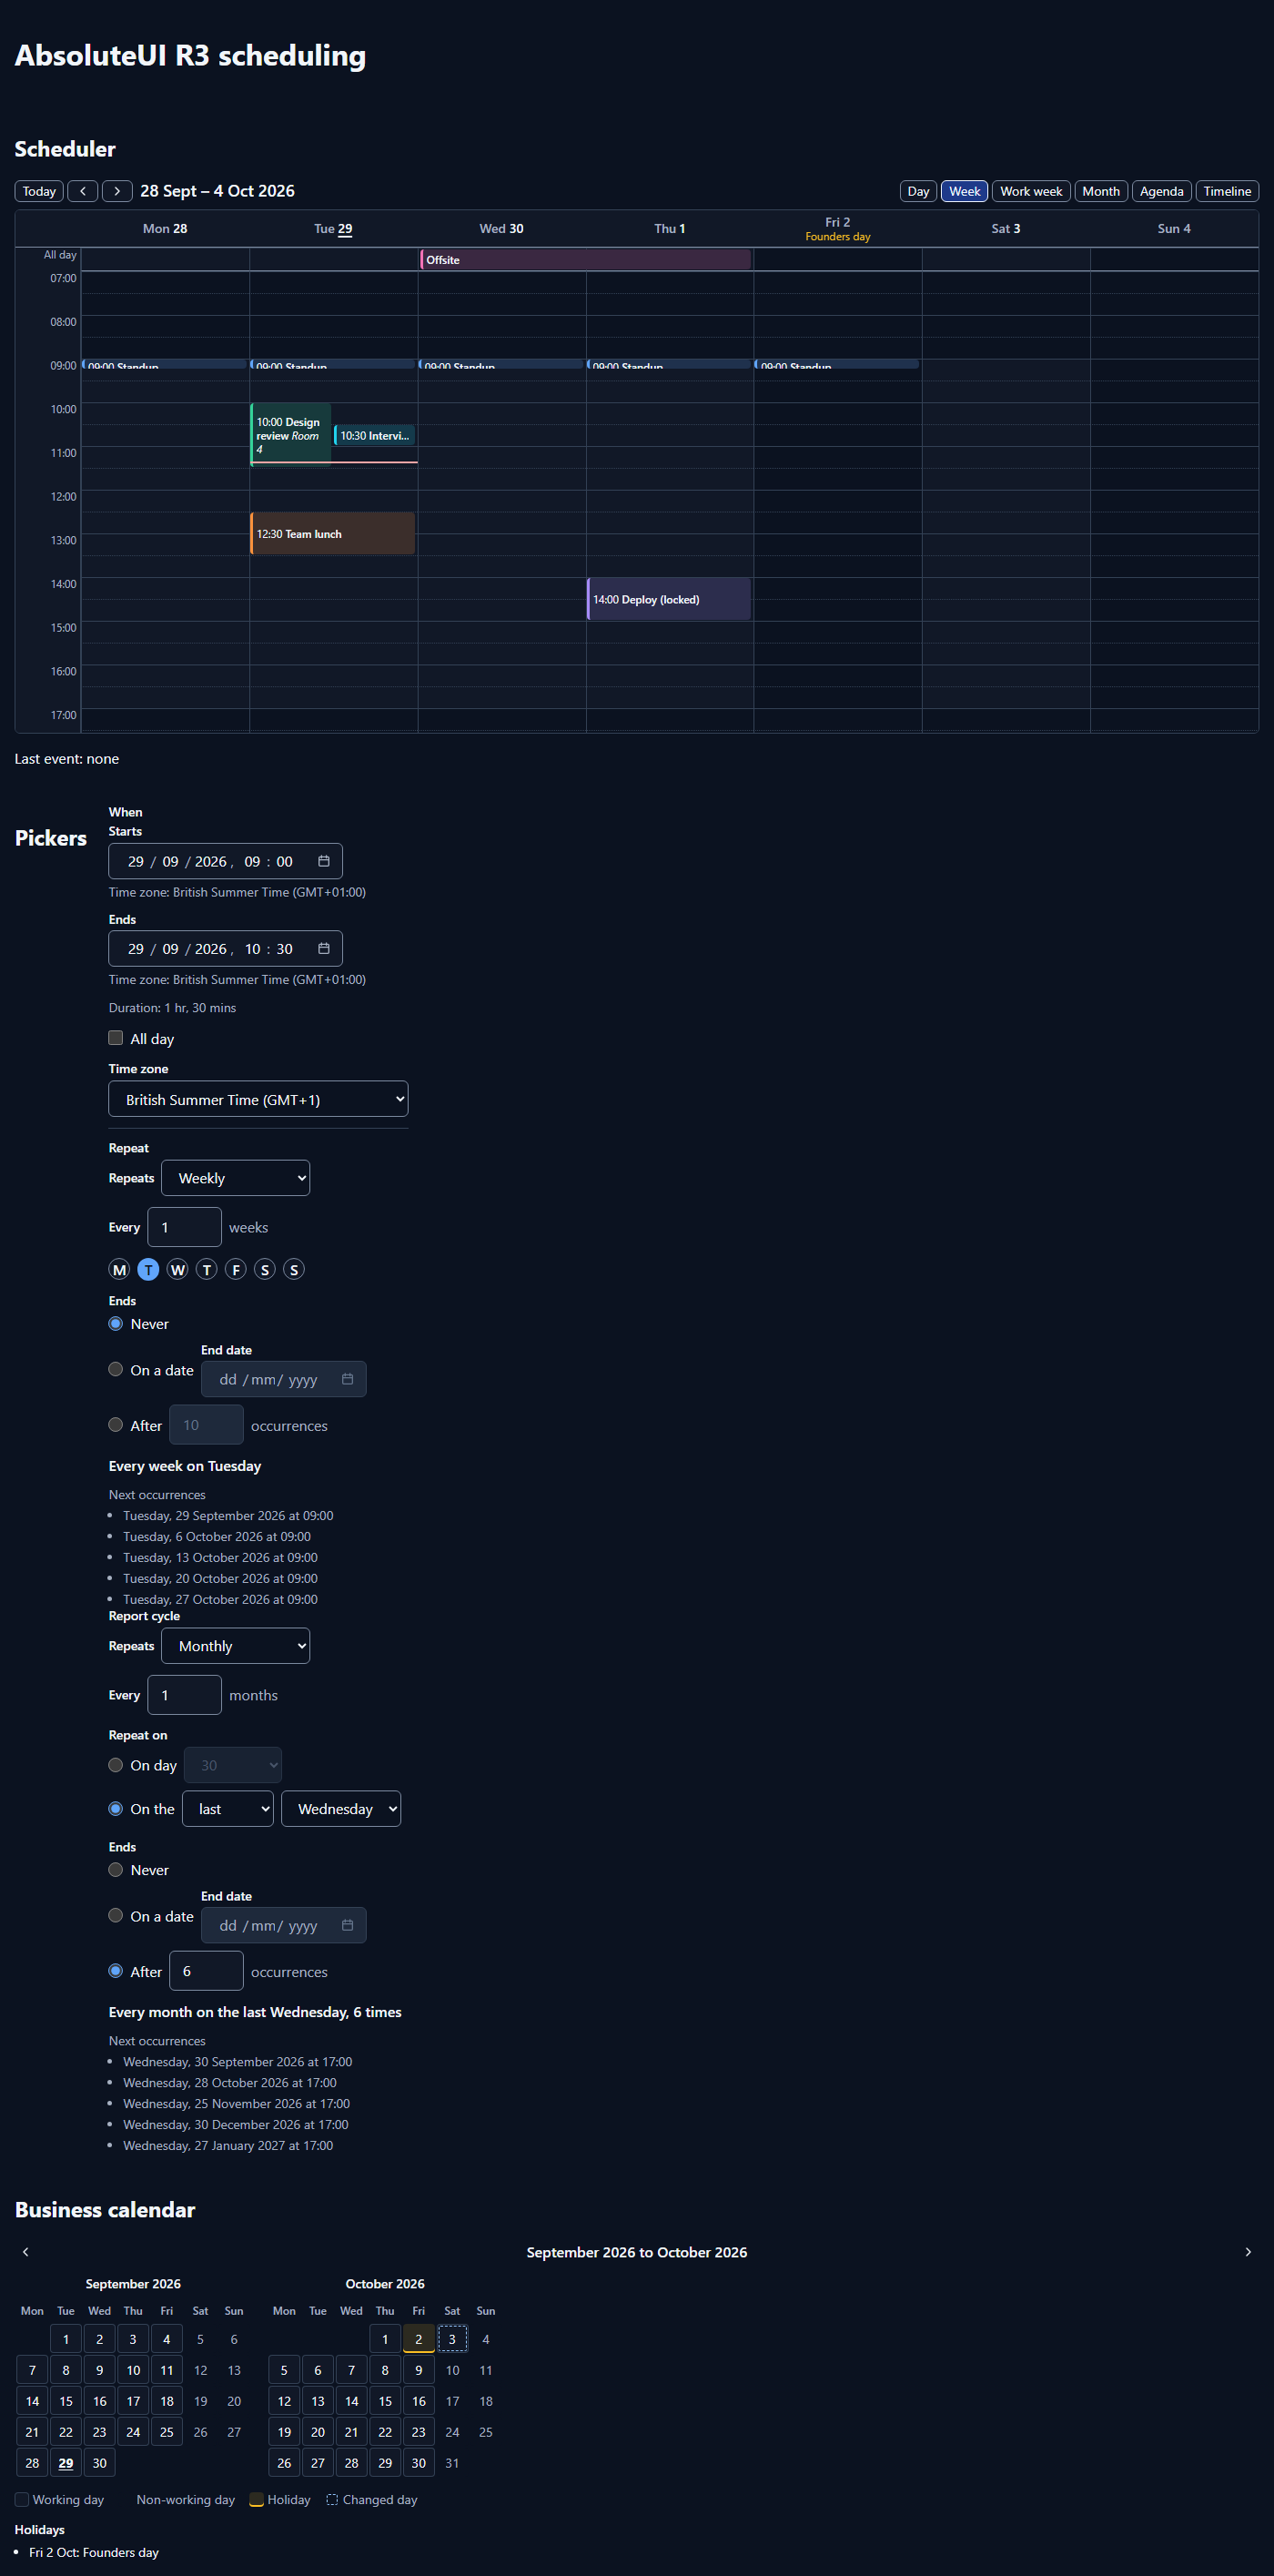 AbsoluteUI R3 scheduling
Scheduler
Today
28 Sept – 4 Oct 2026
Day Week Work week Month Agenda Timeline
Mon 28 Tue 29 Wed 30 Thu 1 Fri 2 Sat 3 Sun 4
Founders day
All day
Offsite
07:00
08:00
09:00
09:00 Standup 09:00 Standup 09:00 Standup 09:00 Standup 09:00 Standup
10:00
10:00 Design
review Room
4
10:30 Intervi...
11:00
12:00
12:30 Team lunch
13:00
14:00
14:00 Deploy (locked)
15:00
16:00
17:00
Last event: none
Pickers
When
Starts
29 / 09 / 2026 , 09 : 00
Time zone: British Summer Time (GMT+01:00)
Ends
29 / 09 / 2026 , 10 : 30
Time zone: British Summer Time (GMT+01:00)
Duration: 1 hr, 30 mins
All day
Time zone
British Summer Time (GMT+1)
Repeat
Repeats Weekly
Every 1 weeks
M T W T F S S
Ends
Never
End date
On a date dd / mm / yyyy
After 10 occurrences
Every week on Tuesday
Next occurrences
Tuesday, 29 September 2026 at 09:00
Tuesday, 6 October 2026 at 09:00
Tuesday, 13 October 2026 at 09:00
Tuesday, 20 October 2026 at 09:00
Tuesday, 27 October 2026 at 09:00
Report cycle
Repeats Monthly
Every 1 months
Repeat on
On day 30
On the last Wednesday
Ends
Never
End date
On a date dd / mm / yyyy
After 6 occurrences
Every month on the last Wednesday, 6 times
Next occurrences
Wednesday, 30 September 2026 at 17:00
Wednesday, 28 October 2026 at 17:00
Wednesday, 25 November 2026 at 17:00
Wednesday, 30 December 2026 at 17:00
Wednesday, 27 January 2027 at 17:00
Business calendar
September 2026 to October 2026
September 2026
Mon Tue Wed Thu Fri Sat Sun
1 2 3 4 5 6
7 8 9 10 11 12 13
14 15 16 17 18 19 20
21 22 23 24 25 26 27
28 29 30
October 2026
Mon Tue Wed Thu Fri Sat Sun
1 2 3 4
5 6 7 8 9 10 11
12 13 14 15 16 17 18
19 20 21 22 23 24 25
26 27 28 29 30 31
Working day Non-working day Holiday Changed day
Holidays
Fri 2 Oct: Founders day